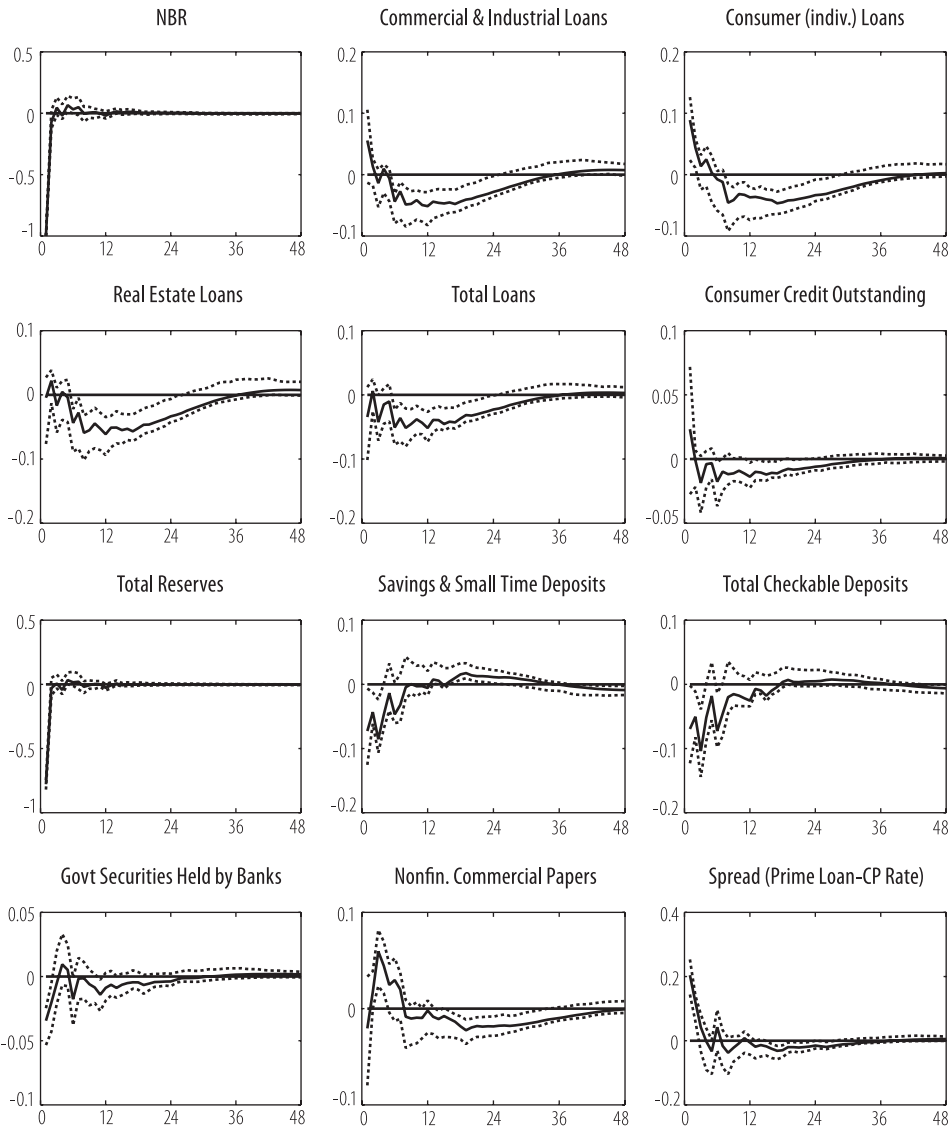 NBR
Commercial & Industrial Loans
Consumer (indiv.) Loans
0.5
0
-0.5
-1
0 12 24 36 48
0.2
0.1
0
-0.1
0 12 24 36 48
0.2
0.1
0
-0.1
0 12 24 36 48
Real Estate Loans
Total Loans
Consumer Credit Outstanding
0.1
0
-0.1
-0.2
0 12 24 36 48
0.1
0
-0.1
-0.2
0 12 24 36 48
0.1
0.05
0
-0.05
0 12 24 36 48
Total Reserves
Savings & Small Time Deposits
Total Checkable Deposits
0.5
0
-0.5
-1
0 12 24 36 48
0.1
0
-0.1
-0.2
0 12 24 36 48
0.1
0
-0.1
-0.2
0 12 24 36 48
Govt Securities Held by Banks
Nonfin. Commercial Papers
Spread (Prime Loan-CP Rate)
0.05
0
-0.05
-0.1
0 12 24 36 48
0.1
0
-0.1
0 12 24 36 48
0.4
0.2
0
-0.2
0 12 24 36 48